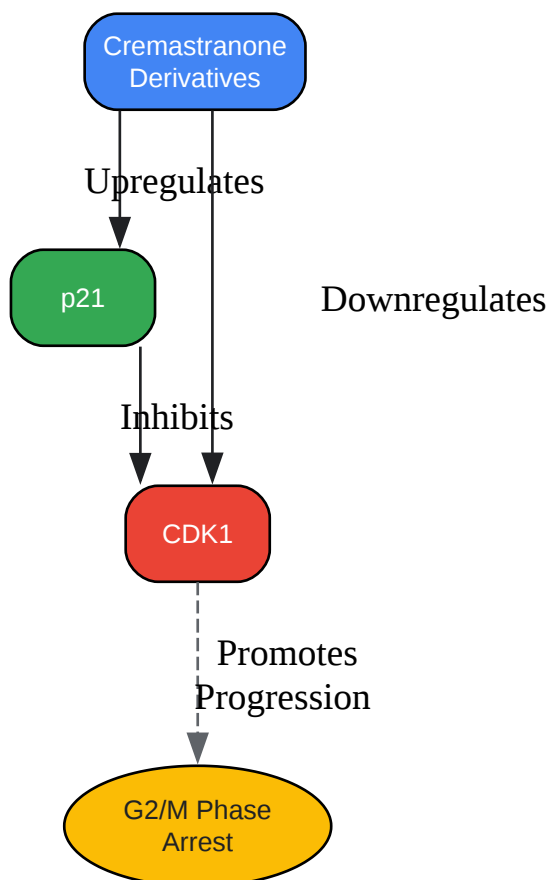 Cremastranone
Derivatives
Upregulates
p21
Downregulates
Inhibits
CDK1
Promotes
Progression
G2/M Phase
Arrest